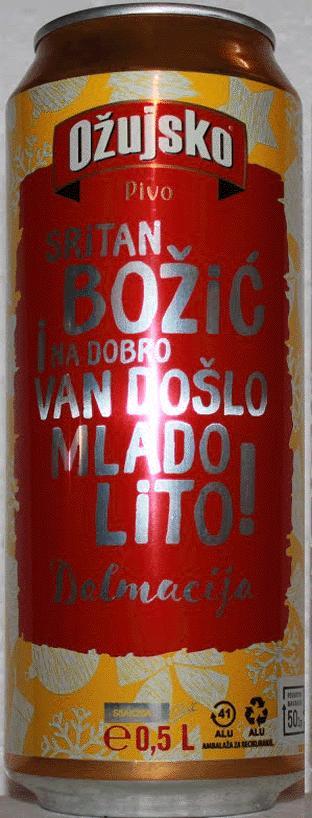 Ožujsko
Pivo
SRiTAN
BOŽiĆ
i NA DOBRO
VAN DOŠLO
MLADO
LiTO!
Dalmacija
e 0,5 L
41
ALU
ALU
AMBALAŽA ZA RECIKLIRANJE.
50